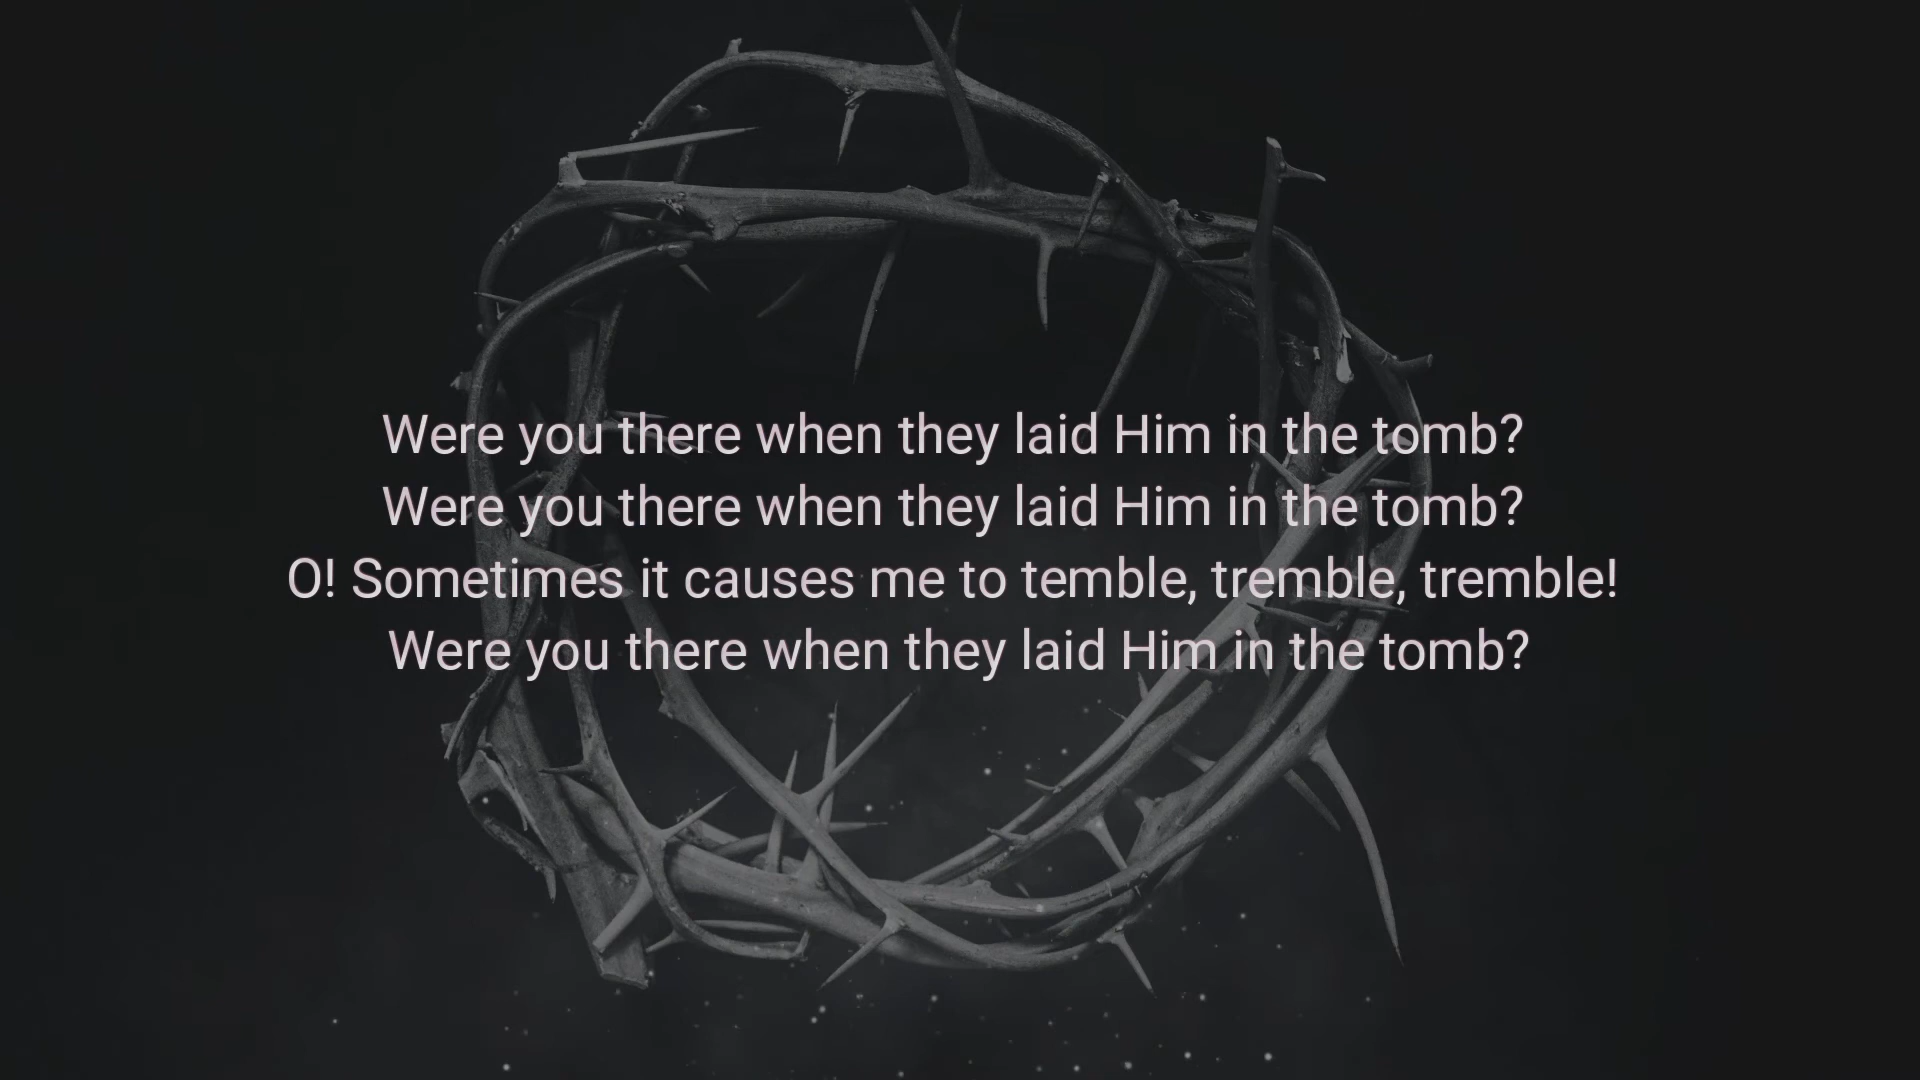 Were you there when they laid Him in the tomb?
Were you there when they laid Him in the tomb?
O! Sometimes it causes me to temble, tremble, tremble!
Were you there when they laid Him in the tomb?